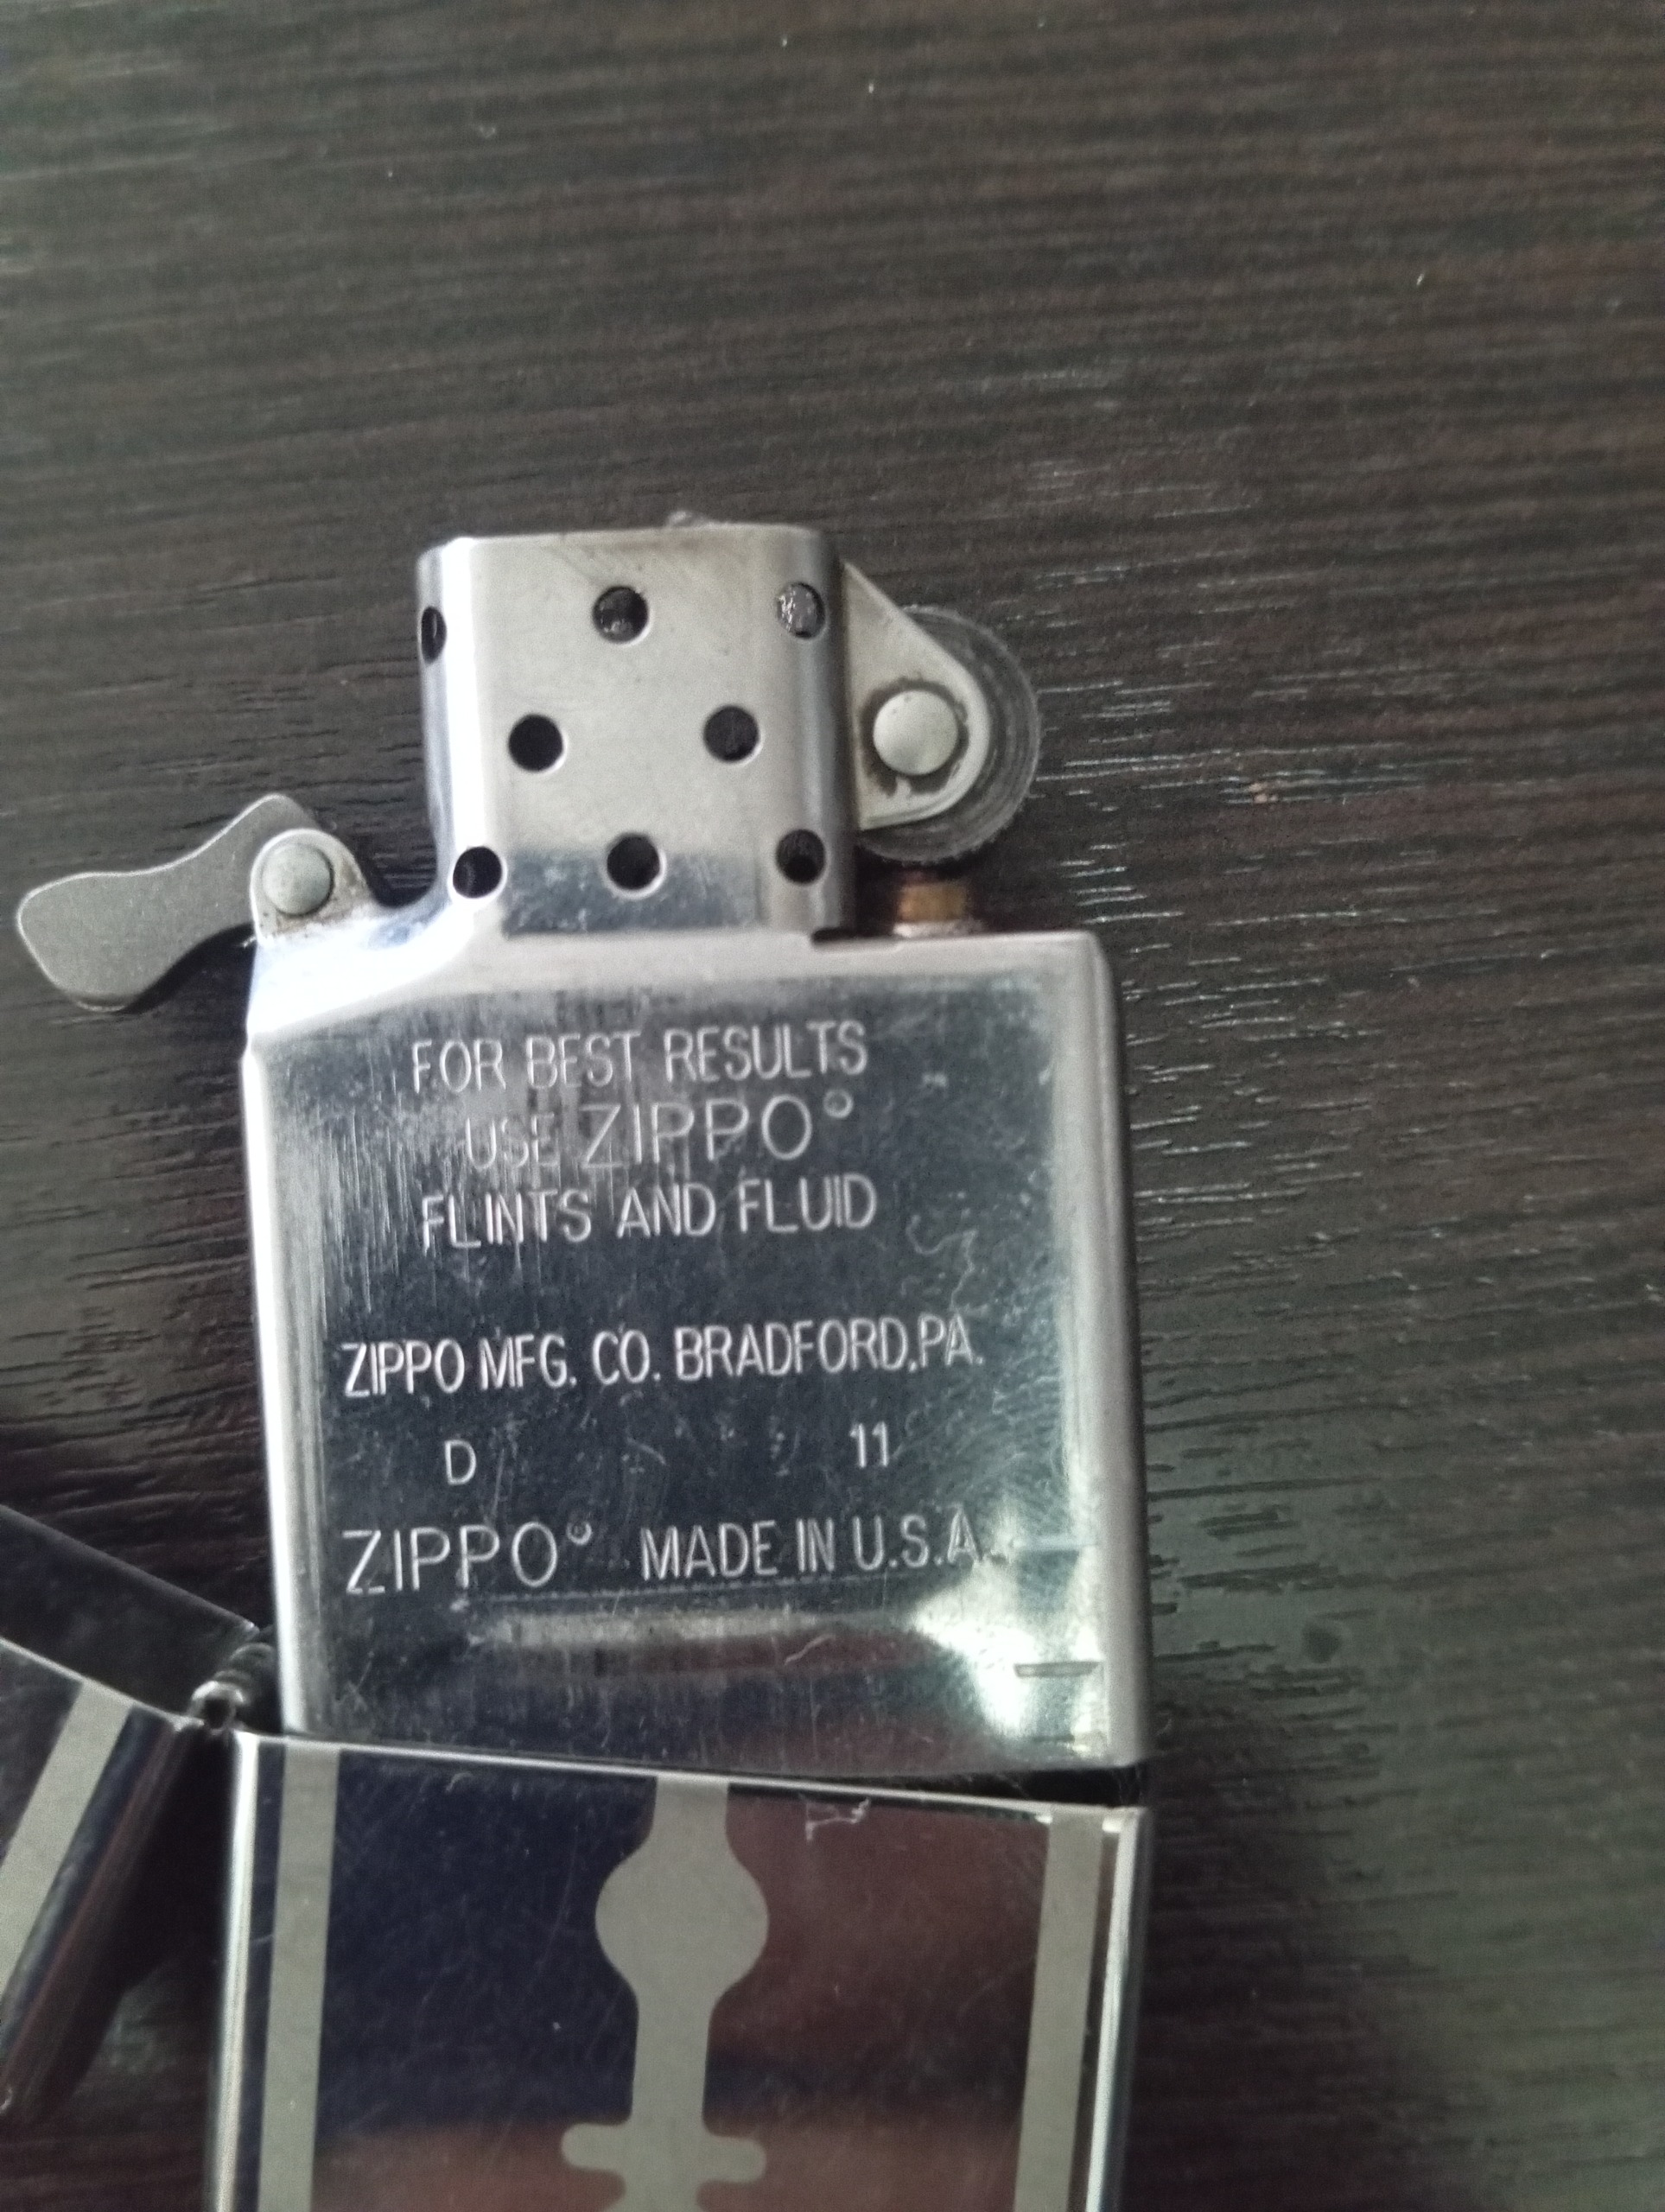 FOR BEST RESULTS
USE ZIPPO®
FLINTS AND FLUID
ZIPPO MFG. CO. BRADFORD, PA.
D 11
ZIPPO® MADE IN U.S.A.